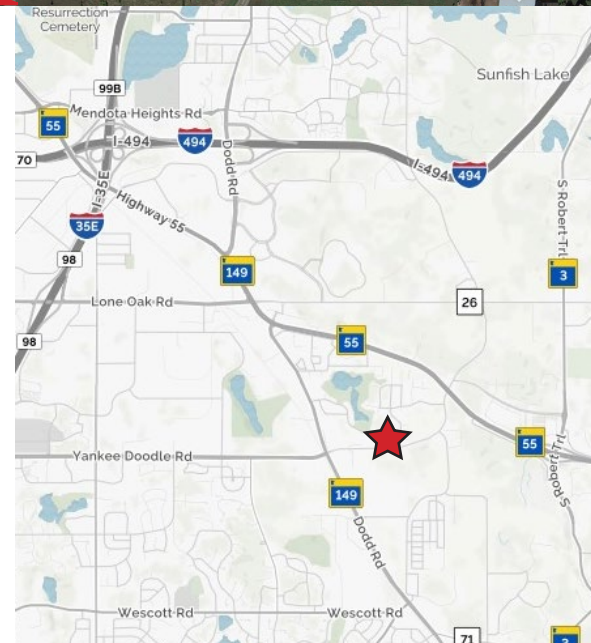 Resurrection
Cemetery
99B
Sunfish Lake
Mendota Heights Rd
55
I-494
494
70
Dodd Rd
I-494
494
I-35E
Highway 55
S Robert Trl
35E
98
149
3
Lone Oak Rd
26
98
55
55
Yankee Doodle Rd
S Robert Trl
149
Dodd Rd
Wescott Rd
Wescott Rd
71
3